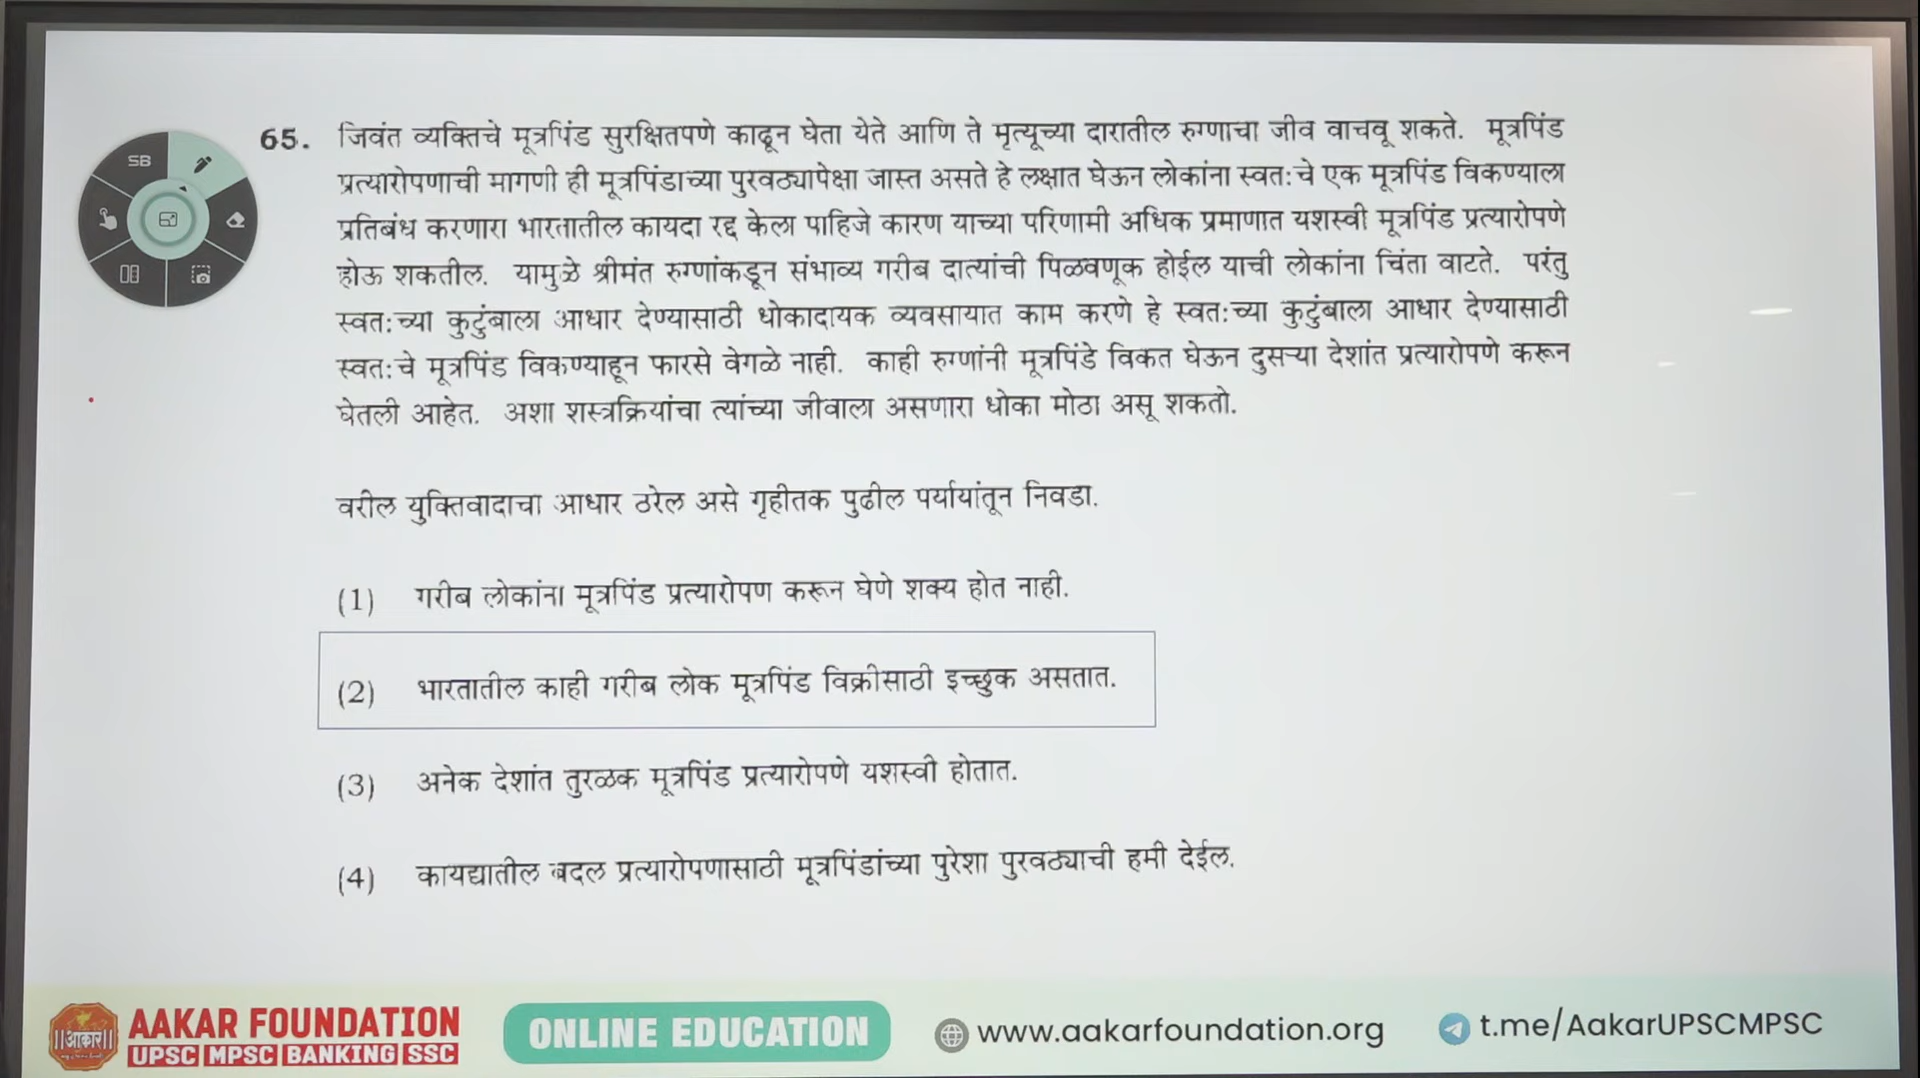 SB
65. जिवंत व्यक्तिचे मूत्रपिंड सुरक्षितपणे काढून घेता येते आणि ते मृत्यूच्या दारातील रुग्णाचा जीव वाचवू शकते. मूत्रपिंड
प्रत्यारोपणाची मागणी ही मूत्रपिंडाच्या पुरवठ्यापेक्षा जास्त असते हे लक्षात घेऊन लोकांना स्वतःचे एक मूत्रपिंड विकण्याला
प्रतिबंध करणारा भारतातील कायदा रद्द केला पाहिजे कारण याच्या परिणामी अधिक प्रमाणात यशस्वी मूत्रपिंड प्रत्यारोपणे
होऊ शकतील. यामुळे श्रीमंत रुग्णांकडून संभाव्य गरीब दात्यांची पिळवणूक होईल याची लोकांना चिंता वाटते. परंतु
स्वतःच्या कुटुंबाला आधार देण्यासाठी धोकादायक व्यवसायात काम करणे हे स्वतःच्या कुटुंबाला आधार देण्यासाठी
स्वतःचे मूत्रपिंड विकण्याहून फारसे वेगळे नाही. काही रुग्णांनी मूत्रपिंडे विकत घेऊन दुसऱ्या देशांत प्रत्यारोपणे करून
घेतली आहेत. अशा शस्त्रक्रियांचा त्यांच्या जीवाला असणारा धोका मोठा असू शकतो.
वरील युक्तिवादाचा आधार ठरेल असे गृहीतक पुढील पर्यायांतून निवडा.
(1) गरीब लोकांना मूत्रपिंड प्रत्यारोपण करून घेणे शक्य होत नाही.
(2) भारतातील काही गरीब लोक मूत्रपिंड विक्रीसाठी इच्छुक असतात.
(3) अनेक देशांत तुरळक मूत्रपिंड प्रत्यारोपणे यशस्वी होतात.
(4) कायद्यातील बदल प्रत्यारोपणासाठी मूत्रपिंडांच्या पुरेशा पुरवठ्याची हमी देईल.
||आकार|| AAKAR FOUNDATION
UPSC MPSC BANKING SSC
ONLINE EDUCATION
www.aakarfoundation.org
t.me/AakarUPSCMPSC